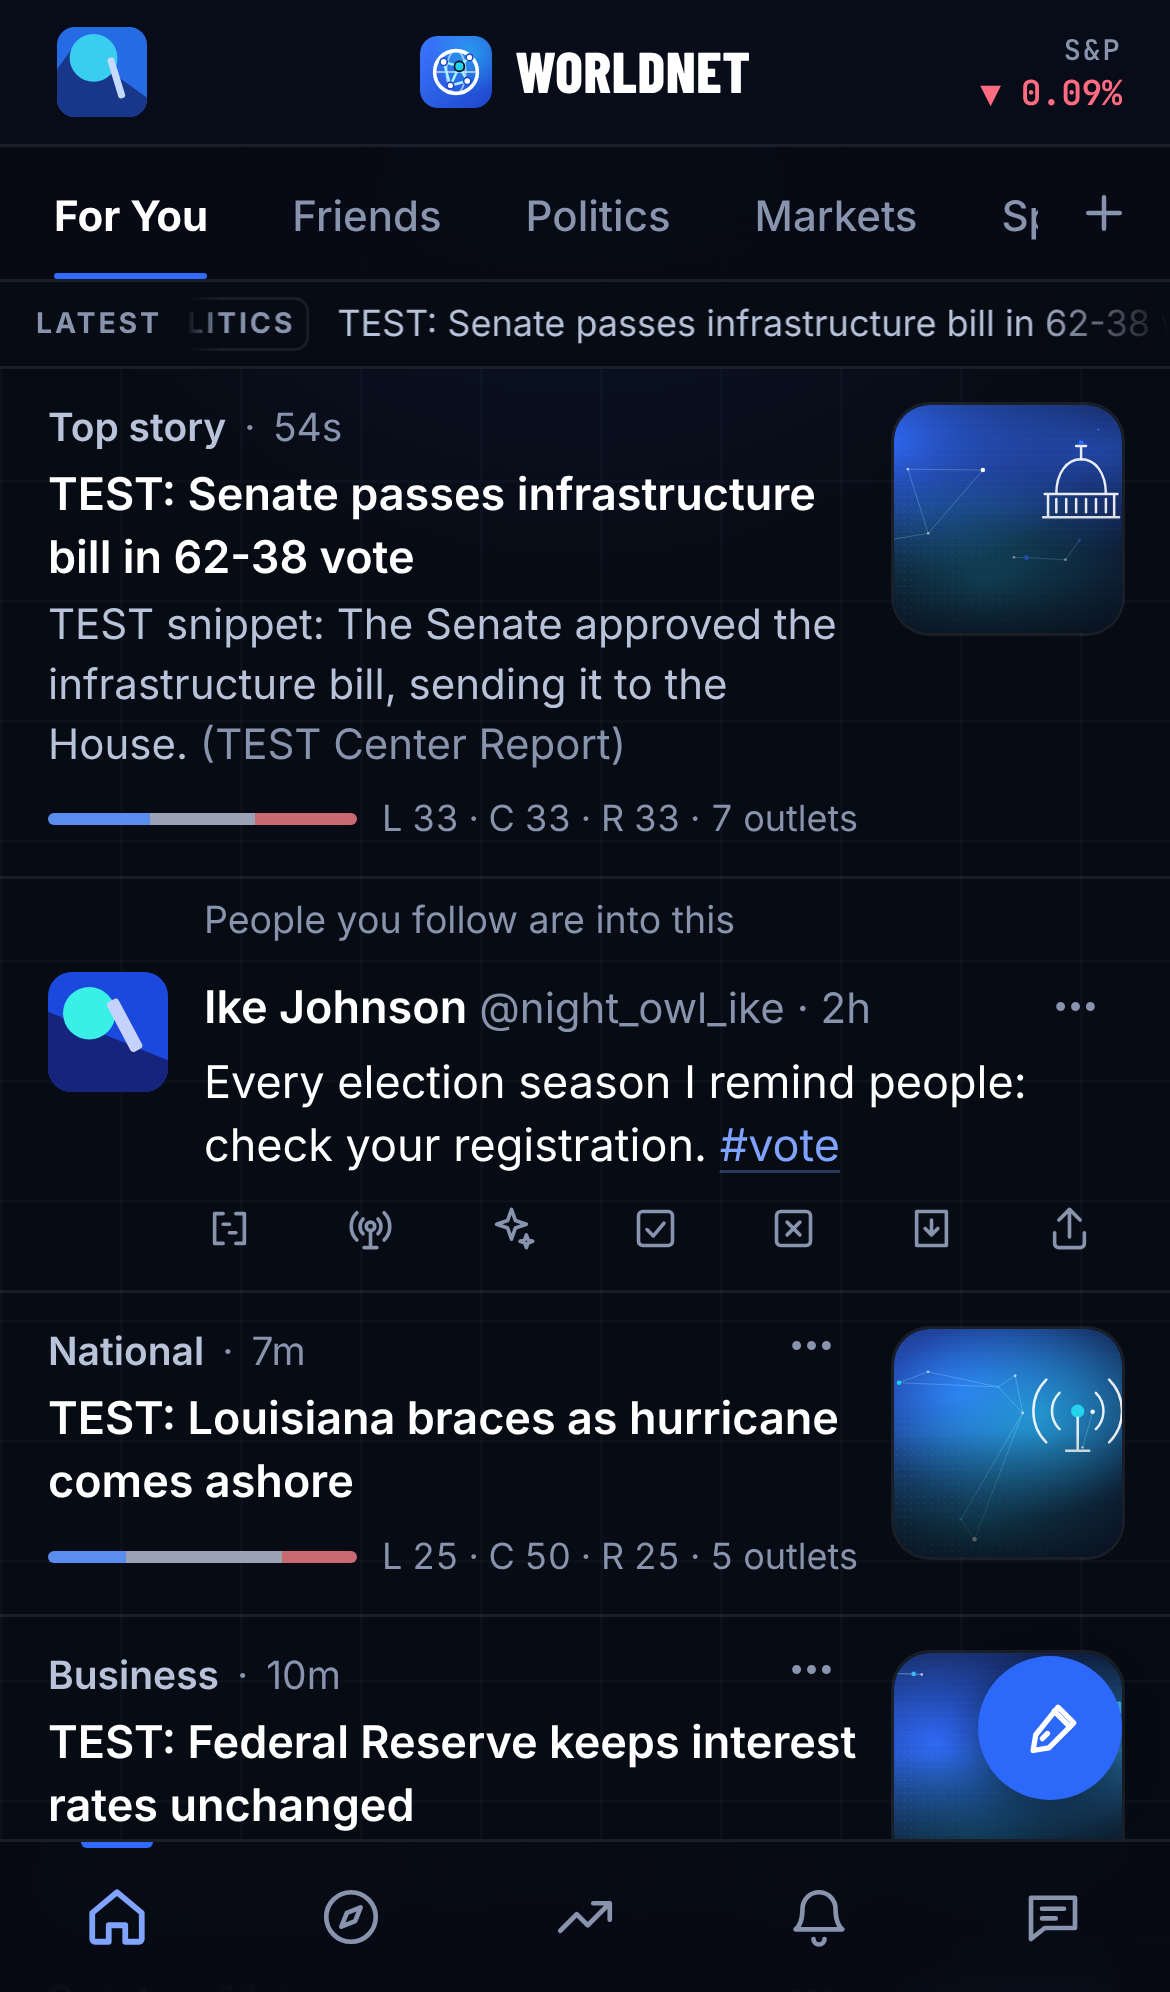 WORLDNET
S&P
▼ 0.09%
For You
Friends
Politics
Markets
LATEST
LITICS
TEST: Senate passes infrastructure bill in 62-38
Top story · 54s
TEST: Senate passes infrastructure
bill in 62-38 vote
TEST snippet: The Senate approved the
infrastructure bill, sending it to the
House. (TEST Center Report)
L 33 · C 33 · R 33 · 7 outlets
People you follow are into this
Ike Johnson @night_owl_ike · 2h
Every election season I remind people:
check your registration. #vote
National · 7m
TEST: Louisiana braces as hurricane
comes ashore
L 25 · C 50 · R 25 · 5 outlets
Business · 10m
TEST: Federal Reserve keeps interest
rates unchanged